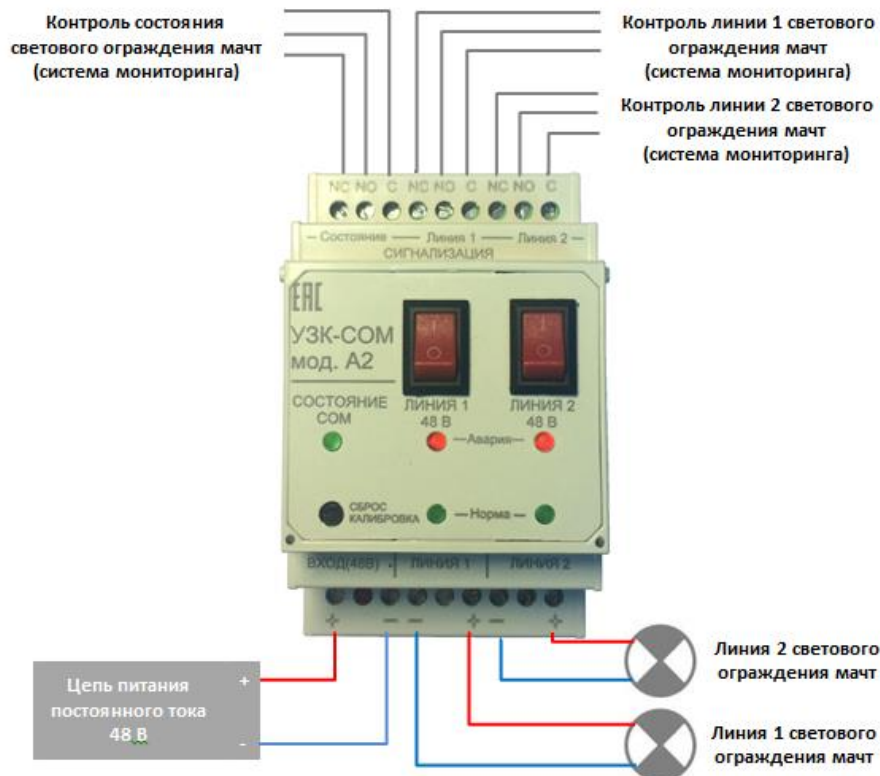 Контроль состояния
светового ограждения мачт
(система мониторинга)
Контроль линии 1 светового
ограждения мачт
(система мониторинга)
Контроль линии 2 светового
ограждения мачт
(система мониторинга)
NC NO C NC NO C NC NO C
Состояние Линия 1 Линия 2
СИГНАЛИЗАЦИЯ
EAC
УЗК-СОМ
мод. А2
СОСТОЯНИЕ
СОМ
ЛИНИЯ 1
48 В
ЛИНИЯ 2
48 В
Авария
СБРОС
КАЛИБРОВКА
Норма
ВХОД(48В) ЛИНИЯ 1 ЛИНИЯ 2
+ − − + − +
Цепь питания
постоянного тока
48 В
+
-
Линия 2 светового
ограждения мачт
Линия 1 светового
ограждения мачт